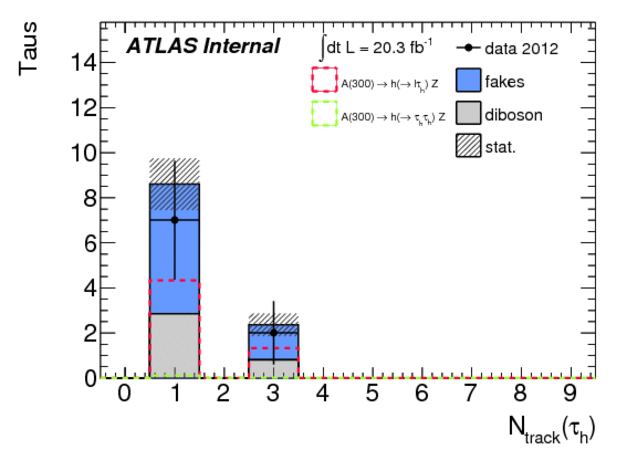 Taus
ATLAS Internal
∫dt L = 20.3 fb⁻¹
data 2012
A(300) → h(→ lτh) Z
fakes
A(300) → h(→ τhτh) Z
diboson
stat.
14
12
10
8
6
4
2
0
0 1 2 3 4 5 6 7 8 9
Ntrack(τh)